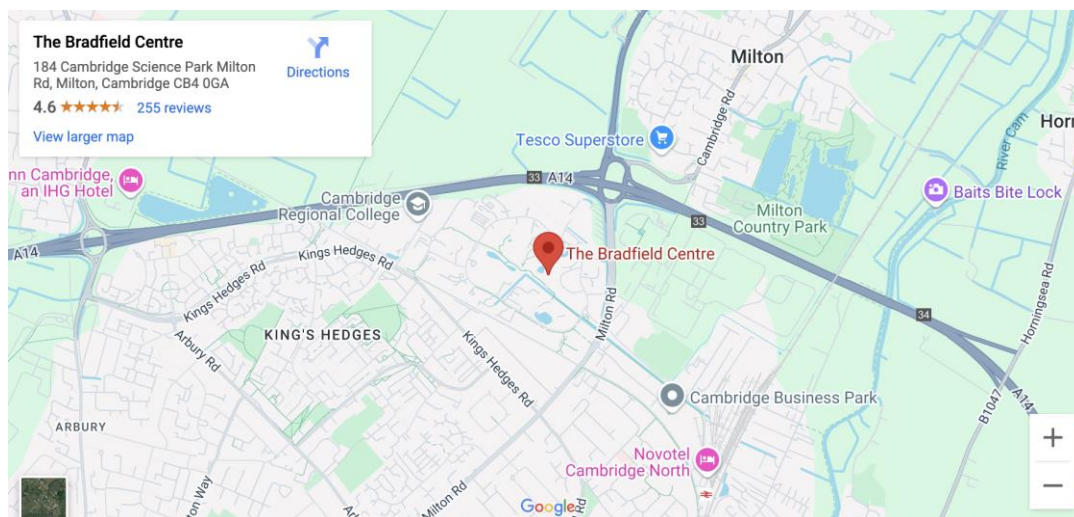 The Bradfield Centre
184 Cambridge Science Park Milton
Rd, Milton, Cambridge CB4 0GA
4.6
255 reviews
View larger map
Directions
Milton
Cambridge Rd
Tesco Superstore
River Cam
Hor
nn Cambridge,
an IHG Hotel
33
A14
Cambridge
Regional College
33
Milton
Country Park
Baits Bite Lock
A14
The Bradfield Centre
Kings Hedges Rd
Kings Hedges Rd
Milton Rd
Horningsea Rd
34
KING'S HEDGES
Arbury Rd
Kings Hedges Rd
Cambridge Business Park
B1047
A14
ARBURY
Novotel
Cambridge North
ton Way
Milton Rd
Google
Rd